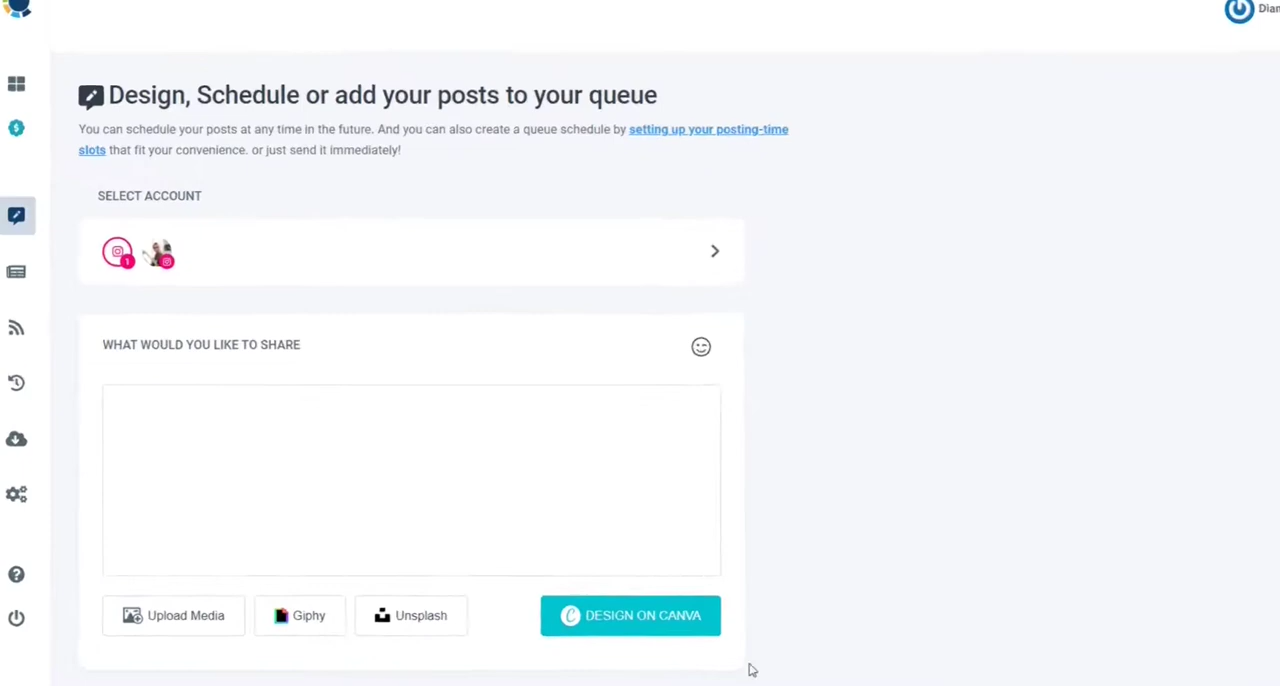 Dian
Design, Schedule or add your posts to your queue
You can schedule your posts at any time in the future. And you can also create a queue schedule by setting up your posting-time
slots that fit your convenience. or just send it immediately!
SELECT ACCOUNT
1
WHAT WOULD YOU LIKE TO SHARE
Upload Media
Giphy
Unsplash
DESIGN ON CANVA